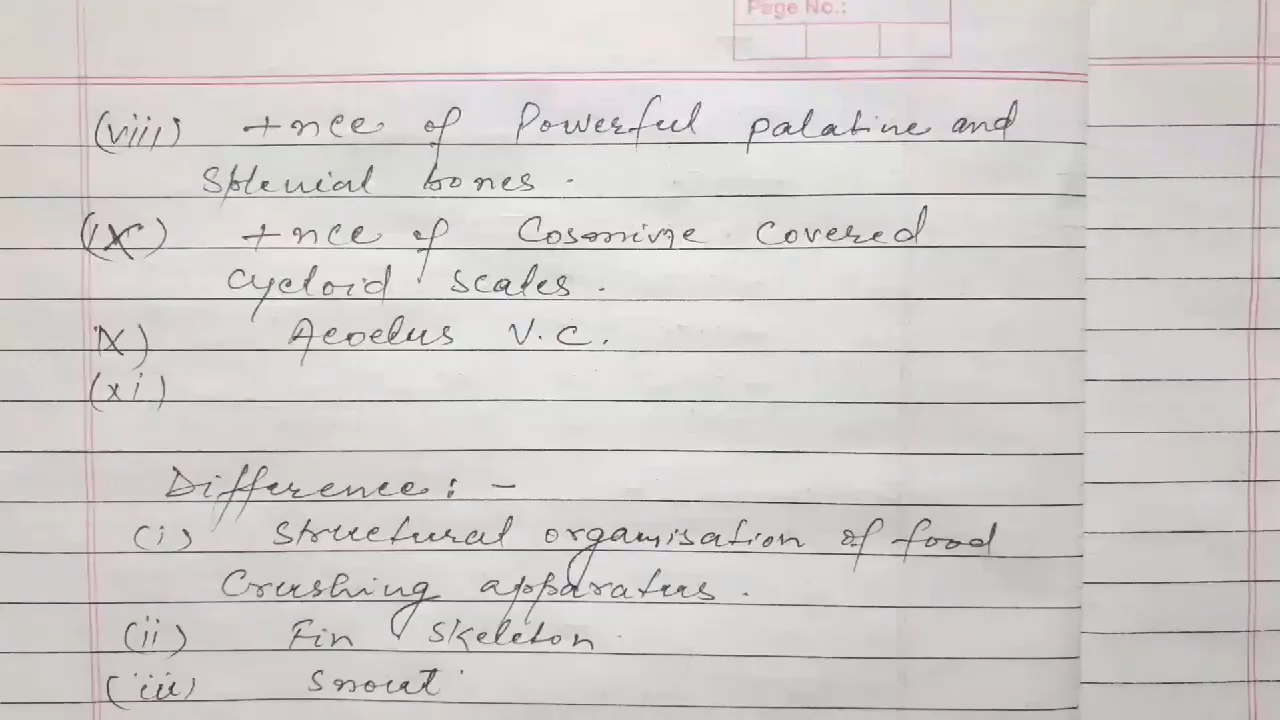 Page No.:
(viii) +nce of Powerful palatine and
Splenial bones.
(ix) +nce of Cosmine covered
cycloid scales.
X) Acoelus V.C.
(xi)
Difference: -
(i) Structural organisation of food
Crushing apparatus.
(ii) Fin skeleton
(iii) Snout